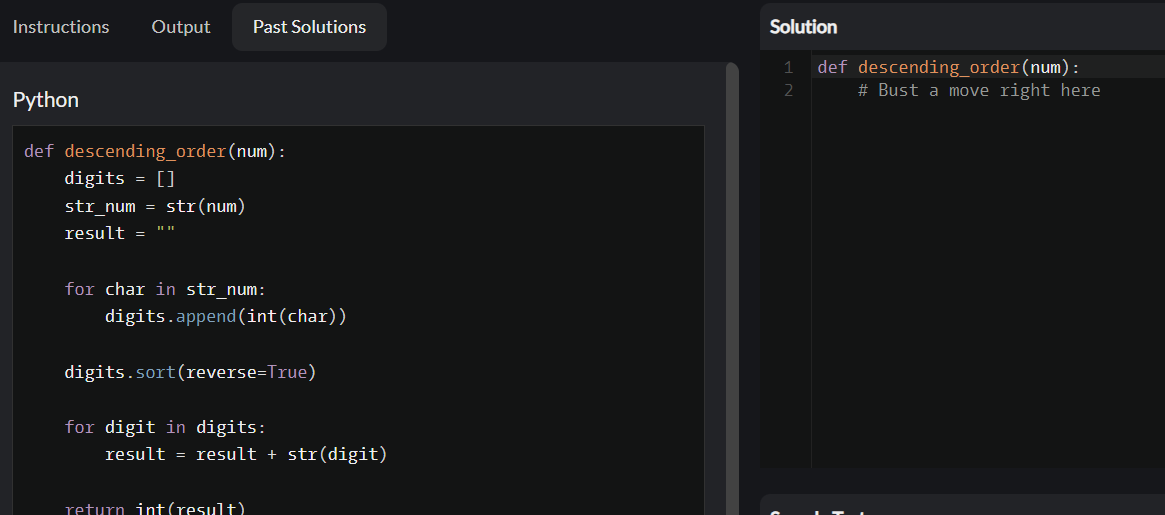 Instructions Output Past Solutions
Python
def descending_order(num):
    digits = []
    str_num = str(num)
    result = ""
    for char in str_num:
        digits.append(int(char))
    digits.sort(reverse=True)
    for digit in digits:
        result = result + str(digit)
    return int(result)
Solution
1 def descending_order(num):
2     # Bust a move right here